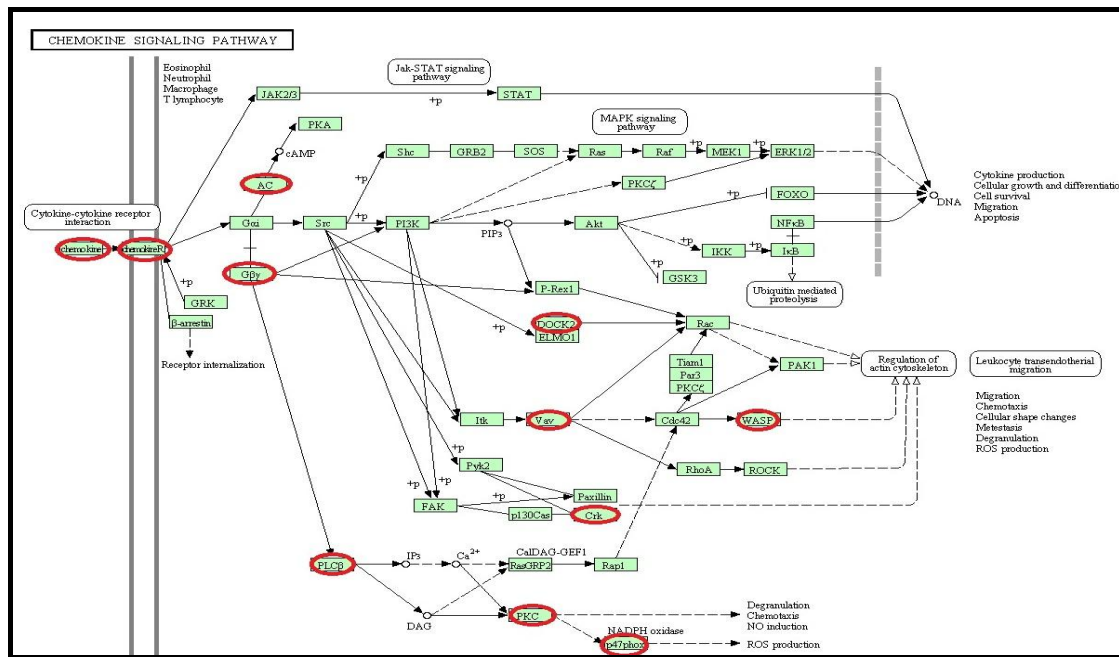 CHEMOKINE SIGNALING PATHWAY
Eosinophil
Neutrophil
Macrophage
T lymphocyte
Jak-STAT signaling
pathway
JAK2/3
+p
STAT
PKA
cAMP
AC
MAPK signaling
pathway
Shc
GRB2
SOS
Ras
Raf
+p
MEK1
+p
ERK1/2
+p
PKCζ
Cytokine-cytokine receptor
interaction
chemokine
chemokineR
Gαi
Src
+p
PI3K
PIP3
Akt
FOXO
DNA
Cytokine production
Cellular growth and differentiatio
Cell survival
Migration
Apoptosis
NFκB
IKK
+p
IκB
GSK3
Ubiquitin mediated
proteolysis
Gβγ
+p
GRK
β-arrestin
Receptor internalization
P-Rex1
DOCK2
+p
ELMO1
Rac
Tiam1
Par3
PKCζ
PAK1
Regulation of
actin cytoskeleton
Leukocyte transendotherial
migration
Migration
Chemotaxis
Cellular shape changes
Metastasis
Degranulation
ROS production
Itk
Vav
Cdc42
WASP
+p
Pyk2
RhoA
ROCK
+p
+p
FAK
+p
Paxillin
p130Cas
Crk
PLCβ
IP3
Ca2+
CalDAG-GEF1
RasGRP2
Rap1
DAG
PKC
Degranulation
Chemotaxis
NO induction
NADPH oxidase
p47phox
ROS production